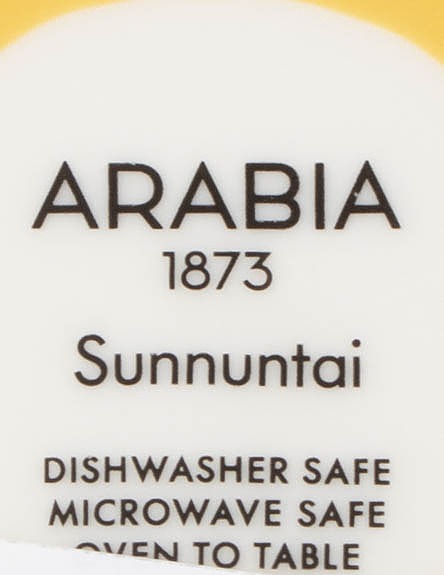 ARABIA
1873
Sunnuntai
DISHWASHER SAFE
MICROWAVE SAFE
OVEN TO TABLE